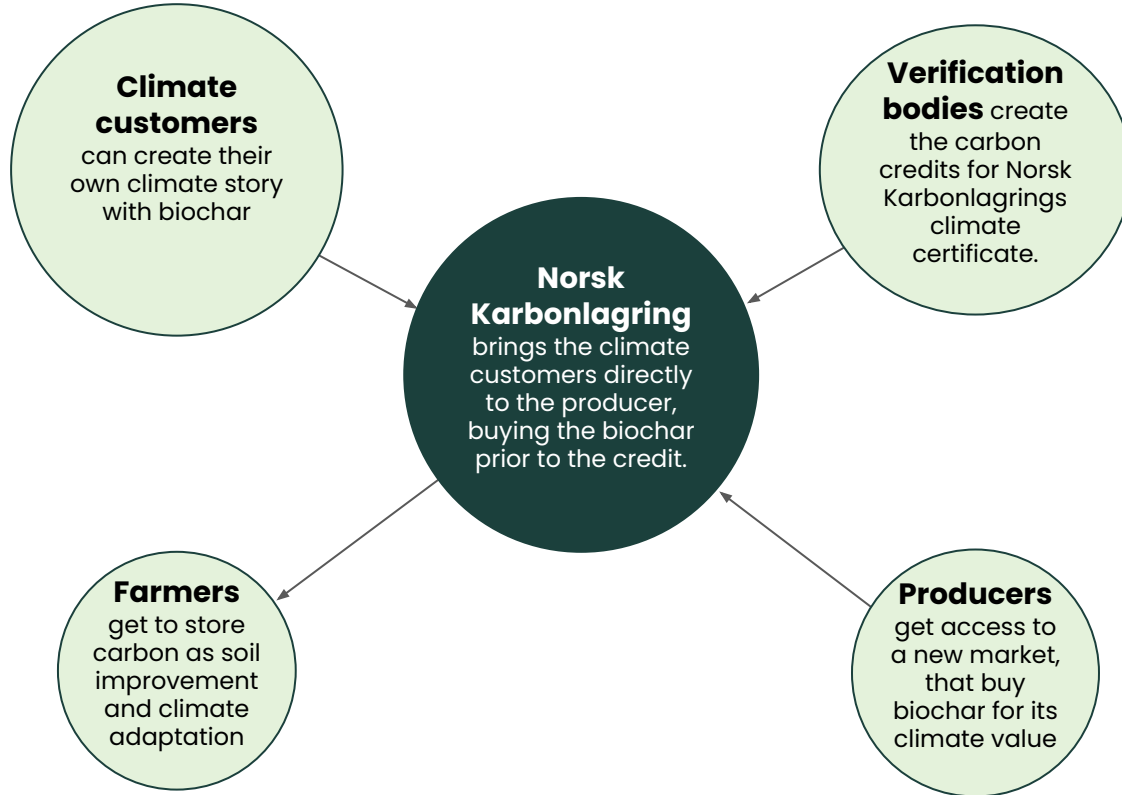 Climate
customers
can create their
own climate story
with biochar
Verification
bodies create
the carbon
credits for Norsk
Karbonlagrings
climate
certificate.
Norsk
Karbonlagring
brings the climate
customers directly
to the producer,
buying the biochar
prior to the credit.
Farmers
get to store
carbon as soil
improvement
and climate
adaptation
Producers
get access to
a new market,
that buy
biochar for its
climate value